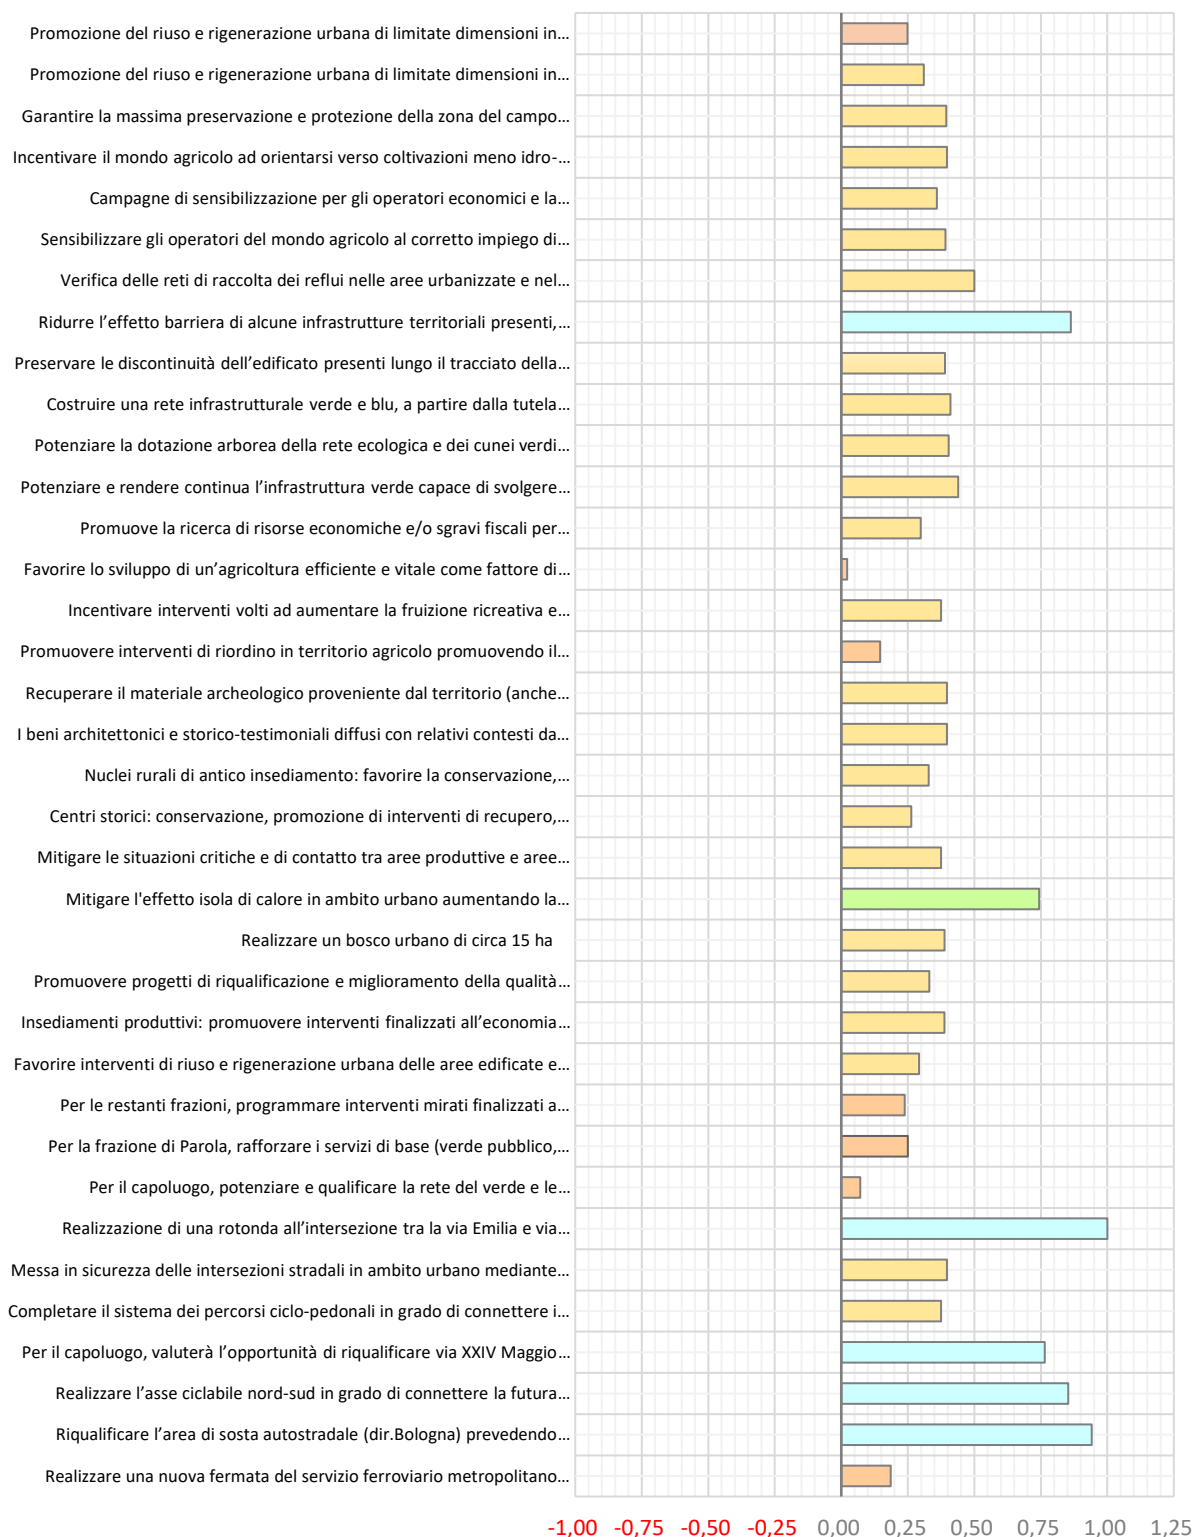 Promozione del riuso e rigenerazione urbana di limitate dimensioni in…
Promozione del riuso e rigenerazione urbana di limitate dimensioni in…
Garantire la massima preservazione e protezione della zona del campo…
Incentivare il mondo agricolo ad orientarsi verso coltivazioni meno idro-…
Campagne di sensibilizzazione per gli operatori economici e la…
Sensibilizzare gli operatori del mondo agricolo al corretto impiego di…
Verifica delle reti di raccolta dei reflui nelle aree urbanizzate e nel…
Ridurre l’effetto barriera di alcune infrastrutture territoriali presenti,…
Preservare le discontinuità dell’edificato presenti lungo il tracciato della…
Costruire una rete infrastrutturale verde e blu, a partire dalla tutela…
Potenziare la dotazione arborea della rete ecologica e dei cunei verdi…
Potenziare e rendere continua l’infrastruttura verde capace di svolgere…
Promuove la ricerca di risorse economiche e/o sgravi fiscali per…
Favorire lo sviluppo di un’agricoltura efficiente e vitale come fattore di…
Incentivare interventi volti ad aumentare la fruizione ricreativa e…
Promuovere interventi di riordino in territorio agricolo promuovendo il…
Recuperare il materiale archeologico proveniente dal territorio (anche…
I beni architettonici e storico-testimoniali diffusi con relativi contesti da…
Nuclei rurali di antico insediamento: favorire la conservazione,…
Centri storici: conservazione, promozione di interventi di recupero,…
Mitigare le situazioni critiche e di contatto tra aree produttive e aree…
Mitigare l'effetto isola di calore in ambito urbano aumentando la…
Realizzare un bosco urbano di circa 15 ha
Promuovere progetti di riqualificazione e miglioramento della qualità…
Insediamenti produttivi: promuovere interventi finalizzati all’economia…
Favorire interventi di riuso e rigenerazione urbana delle aree edificate e…
Per le restanti frazioni, programmare interventi mirati finalizzati a…
Per la frazione di Parola, rafforzare i servizi di base (verde pubblico,…
Per il capoluogo, potenziare e qualificare la rete del verde e le…
Realizzazione di una rotonda all’intersezione tra la via Emilia e via…
Messa in sicurezza delle intersezioni stradali in ambito urbano mediante…
Completare il sistema dei percorsi ciclo-pedonali in grado di connettere i…
Per il capoluogo, valuterà l’opportunità di riqualificare via XXIV Maggio…
Realizzare l’asse ciclabile nord-sud in grado di connettere la futura…
Riqualificare l’area di sosta autostradale (dir.Bologna) prevedendo…
Realizzare una nuova fermata del servizio ferroviario metropolitano…
-1,00 -0,75 -0,50 -0,25 0,00 0,25 0,50 0,75 1,00 1,25